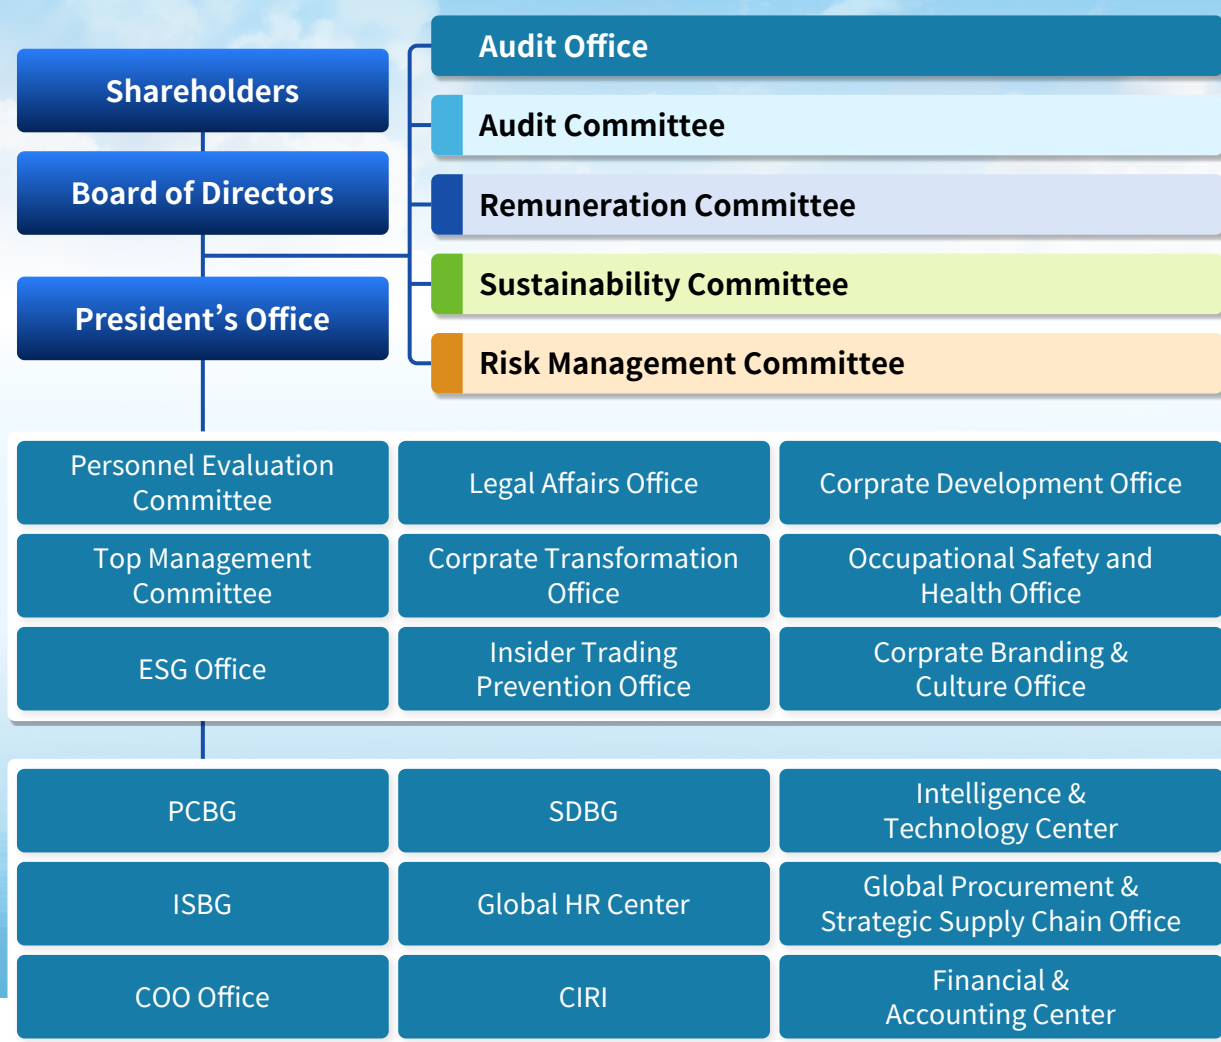 Shareholders
Board of Directors
President’s Office
Audit Office
Audit Committee
Remuneration Committee
Sustainability Committee
Risk Management Committee
Personnel Evaluation
Committee
Legal Affairs Office
Corprate Development Office
Top Management
Committee
Corprate Transformation
Office
Occupational Safety and
Health Office
ESG Office
Insider Trading
Prevention Office
Corprate Branding &
Culture Office
PCBG
SDBG
Intelligence &
Technology Center
ISBG
Global HR Center
Global Procurement &
Strategic Supply Chain Office
COO Office
CIRI
Financial &
Accounting Center